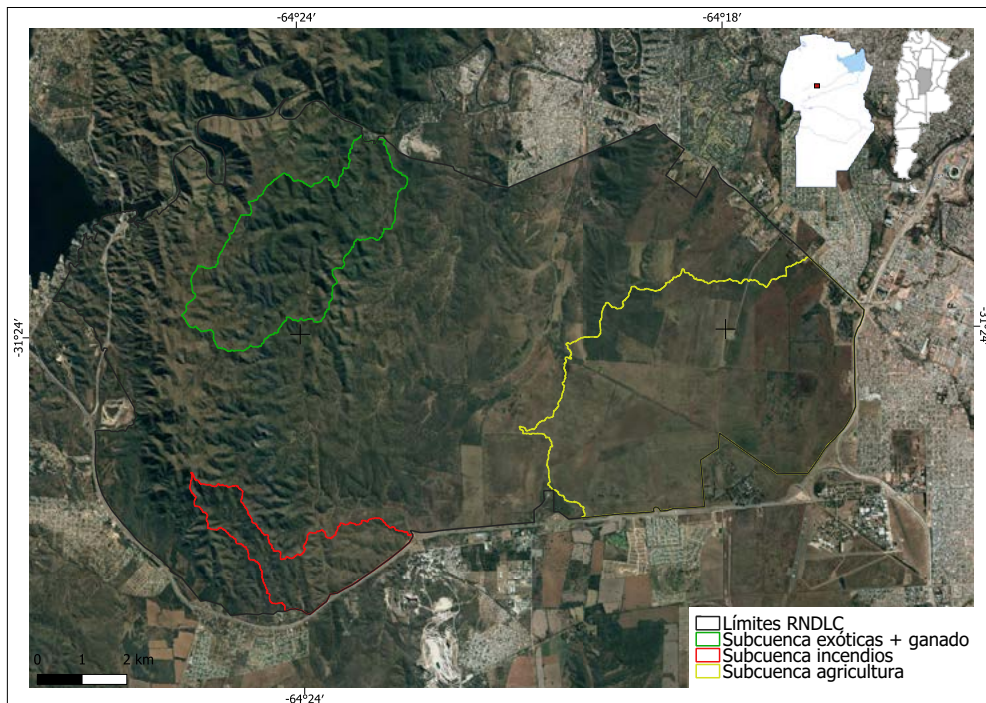 -64°24′
-64°18′
-31°24′
-31°24′
Límites RNDLC
Subcuenca exóticas + ganado
Subcuenca incendios
Subcuenca agricultura
0 1 2 km
-64°24′